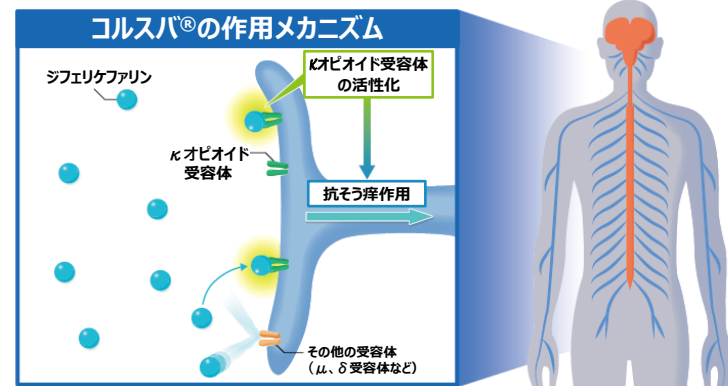 コルスバ®の作用メカニズム
ジフェリケファリン
κオピオイド受容体
の活性化
κオピオイド
受容体
抗そう痒作用
その他の受容体
（μ、δ受容体など）